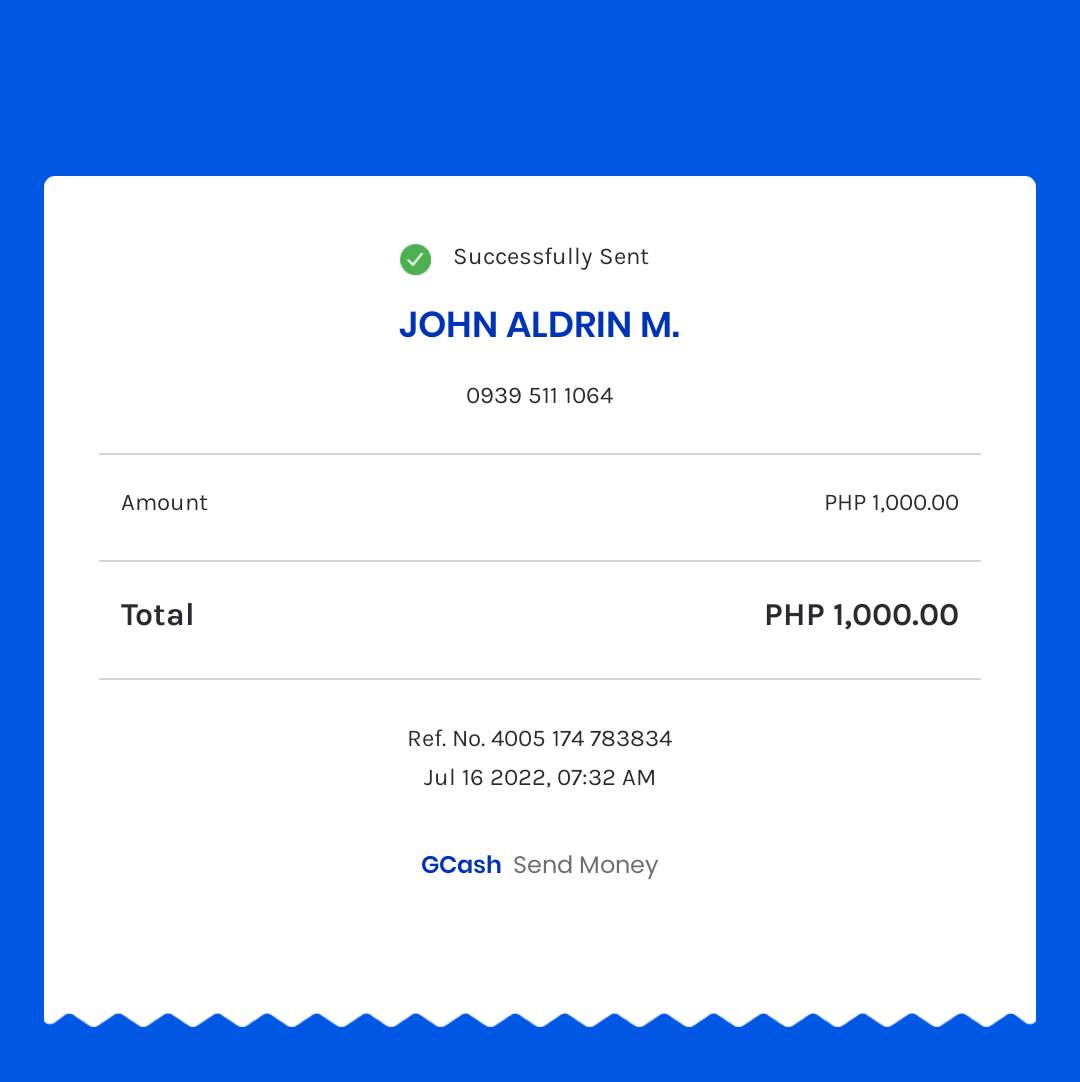 Successfully Sent
JOHN ALDRIN M.
0939 511 1064
Amount PHP 1,000.00
Total PHP 1,000.00
Ref. No. 4005 174 783834
Jul 16 2022, 07:32 AM
GCash Send Money